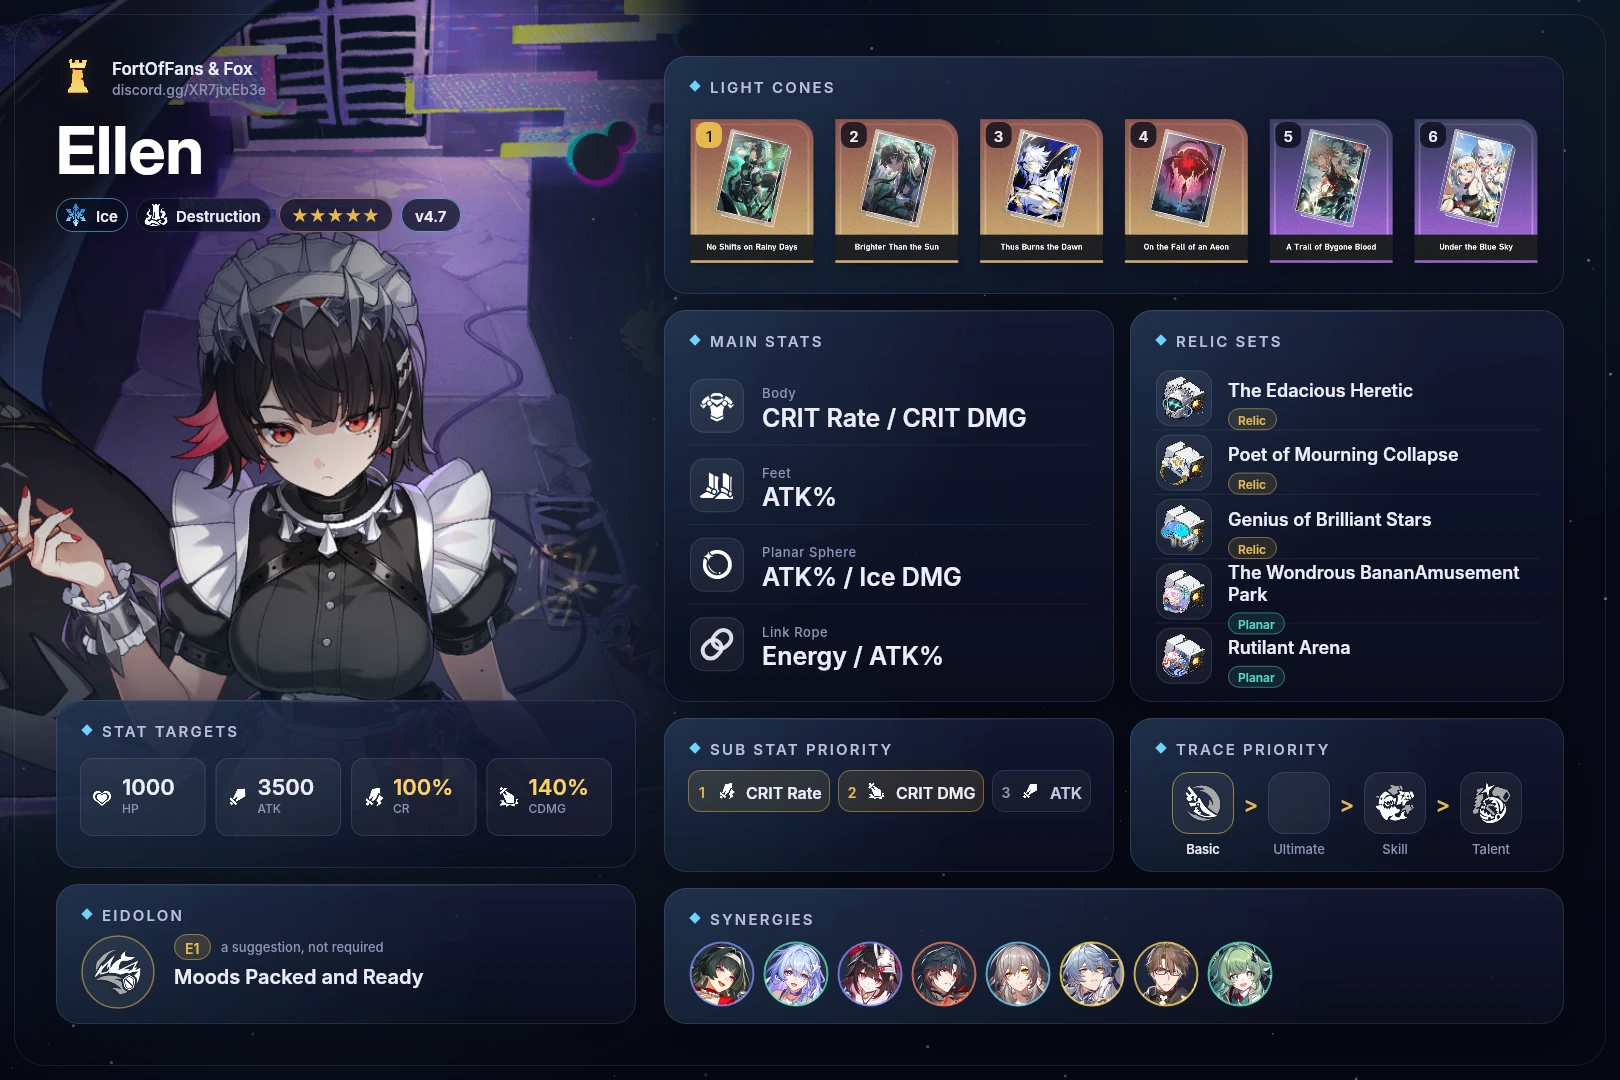 FortOfFans & Fox
discord.gg/XR7jtxEb3e
Ellen
Ice
Destruction
★★★★★
v4.7
LIGHT CONES
1
2
3
4
5
6
No Shifts on Rainy Days
Brighter Than the Sun
Thus Burns the Dawn
On the Fall of an Aeon
A Trail of Bygone Blood
Under the Blue Sky
MAIN STATS
Body
CRIT Rate / CRIT DMG
Feet
ATK%
Planar Sphere
ATK% / Ice DMG
Link Rope
Energy / ATK%
RELIC SETS
The Edacious Heretic
Relic
Poet of Mourning Collapse
Relic
Genius of Brilliant Stars
Relic
The Wondrous BananAmusement
Park
Planar
Rutilant Arena
Planar
STAT TARGETS
1000
HP
3500
ATK
100%
CR
140%
CDMG
SUB STAT PRIORITY
1 CRIT Rate
2 CRIT DMG
3 ATK
TRACE PRIORITY
> > >
Basic
Ultimate
Skill
Talent
EIDOLON
E1 a suggestion, not required
Moods Packed and Ready
SYNERGIES